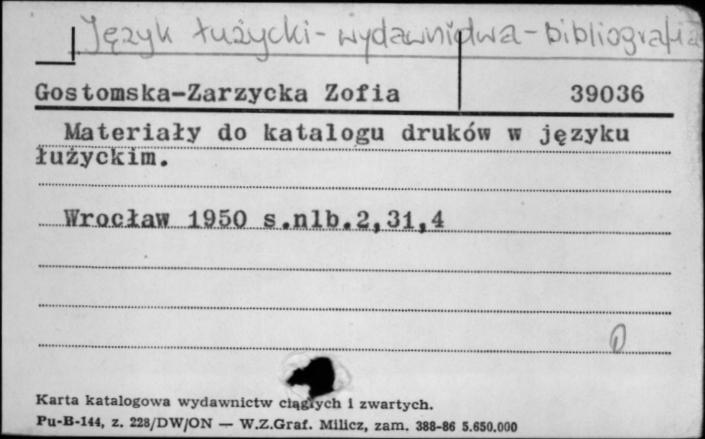 Język łużycki - wydawnictwa - bibliografia
Gostomska-Zarzycka Zofia 39036
Materiały do katalogu druków w języku
łużyckim.
Wrocław 1950 s.nlb.2,31,4
Karta katalogowa wydawnictw ciągłych i zwartych.
Pu-B-144, z. 228/DW/ON — W.Z.Graf. Milicz, zam. 388-86 5.650.000